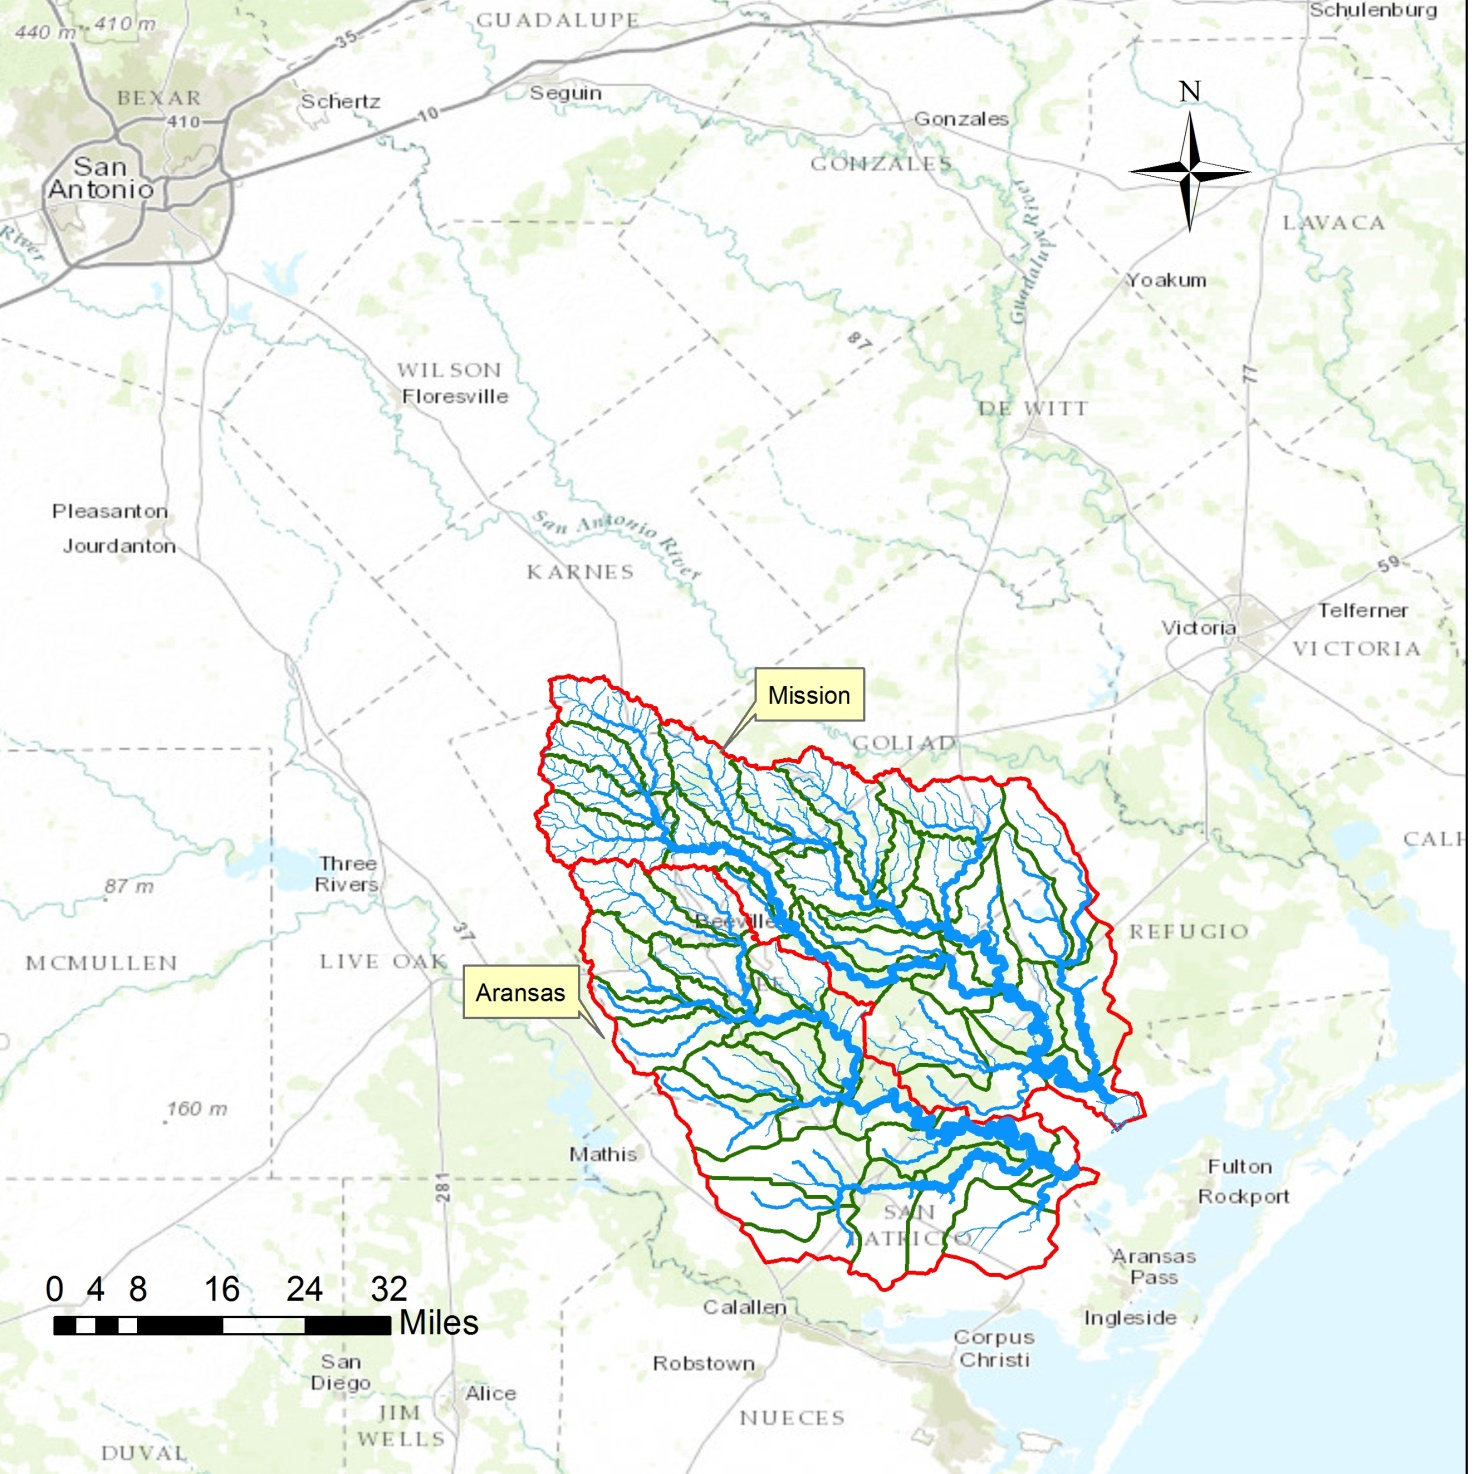 GUADALUPE
Schulenburg
440 m
410 m
35
BEXAR
Schertz
Seguin
N
410
10
Gonzales
San
Antonio
GONZALES
River
Guadalupe River
LAVACA
Yoakum
87
WILSON
Floresville
77
DE WITT
Pleasanton
San Antonio River
Jourdanton
KARNES
59
Telferner
Victoria
VICTORIA
Mission
GOLIAD
Three
Rivers
CALH
87 m
Beeville
37
REFUGIO
MCMULLEN
LIVE OAK
Aransas
160 m
Mathis
Fulton
Rockport
281
SAN
PATRICIO
Aransas
Pass
0 4 8 16 24 32
Miles
Calallen
Ingleside
Corpus
Christi
San
Diego
Robstown
Alice
JIM
WELLS
NUECES
DUVAL